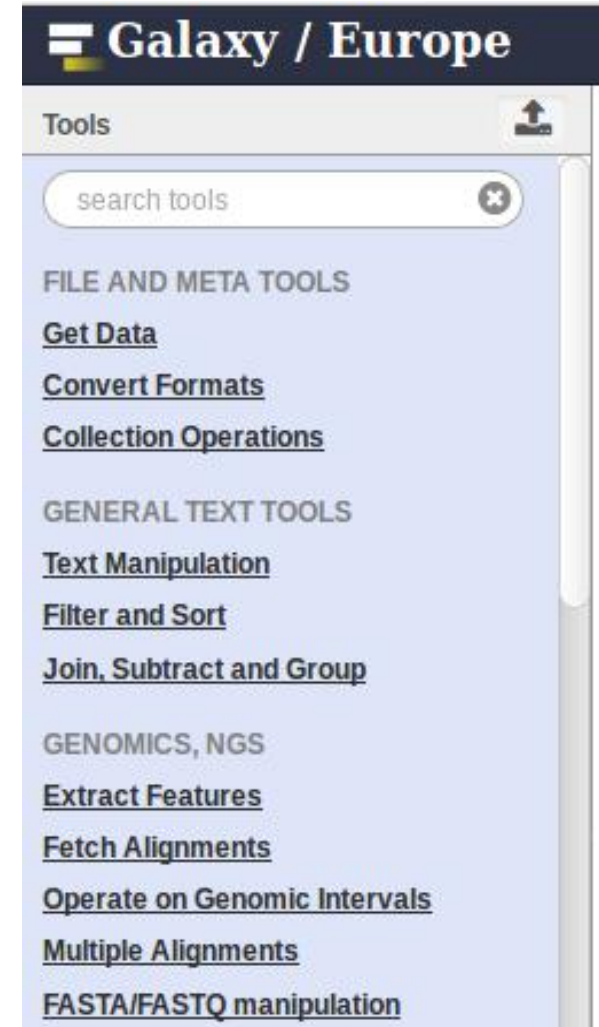 Galaxy / Europe
Tools
search tools
FILE AND META TOOLS
Get Data
Convert Formats
Collection Operations
GENERAL TEXT TOOLS
Text Manipulation
Filter and Sort
Join, Subtract and Group
GENOMICS, NGS
Extract Features
Fetch Alignments
Operate on Genomic Intervals
Multiple Alignments
FASTA/FASTQ manipulation